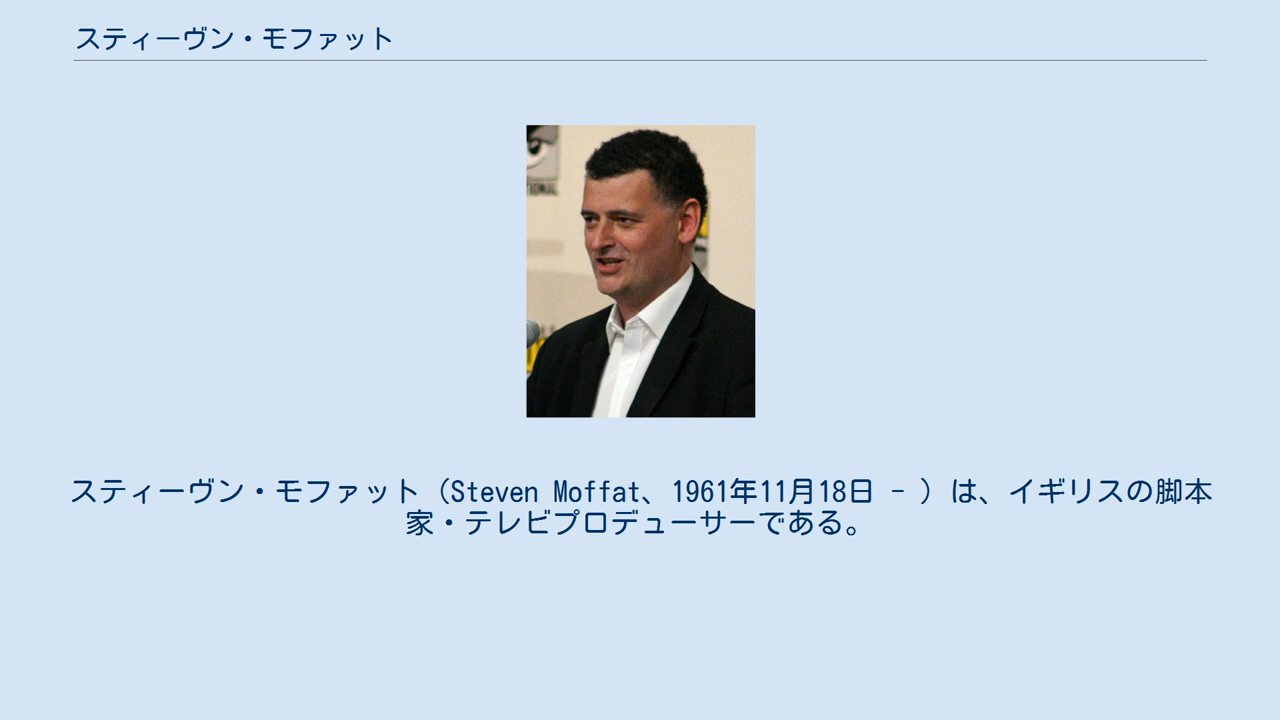 スティーヴン・モファット
スティーヴン・モファット（Steven Moffat、1961年11月18日 - ）は、イギリスの脚本
家・テレビプロデューサーである。